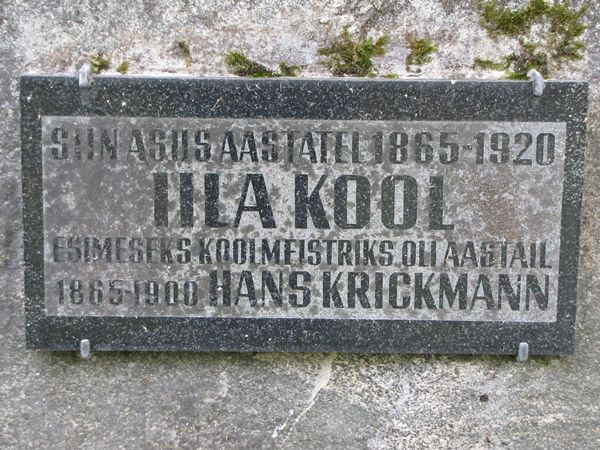 SIIN ASUS AASTATEL 1865-1920
IILA KOOL
ESIMESEKS KOOLMEISTRIKS OLI AASTAIL
1865-1900 HANS KRICKMANN